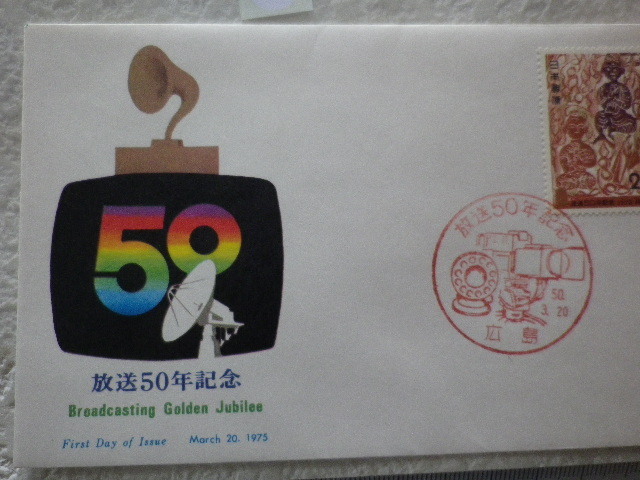 50
放送50年記念
Broadcasting Golden Jubilee
First Day of Issue March 20. 1975
日本郵便
2
放送50年記念
50.
3. 20
広島